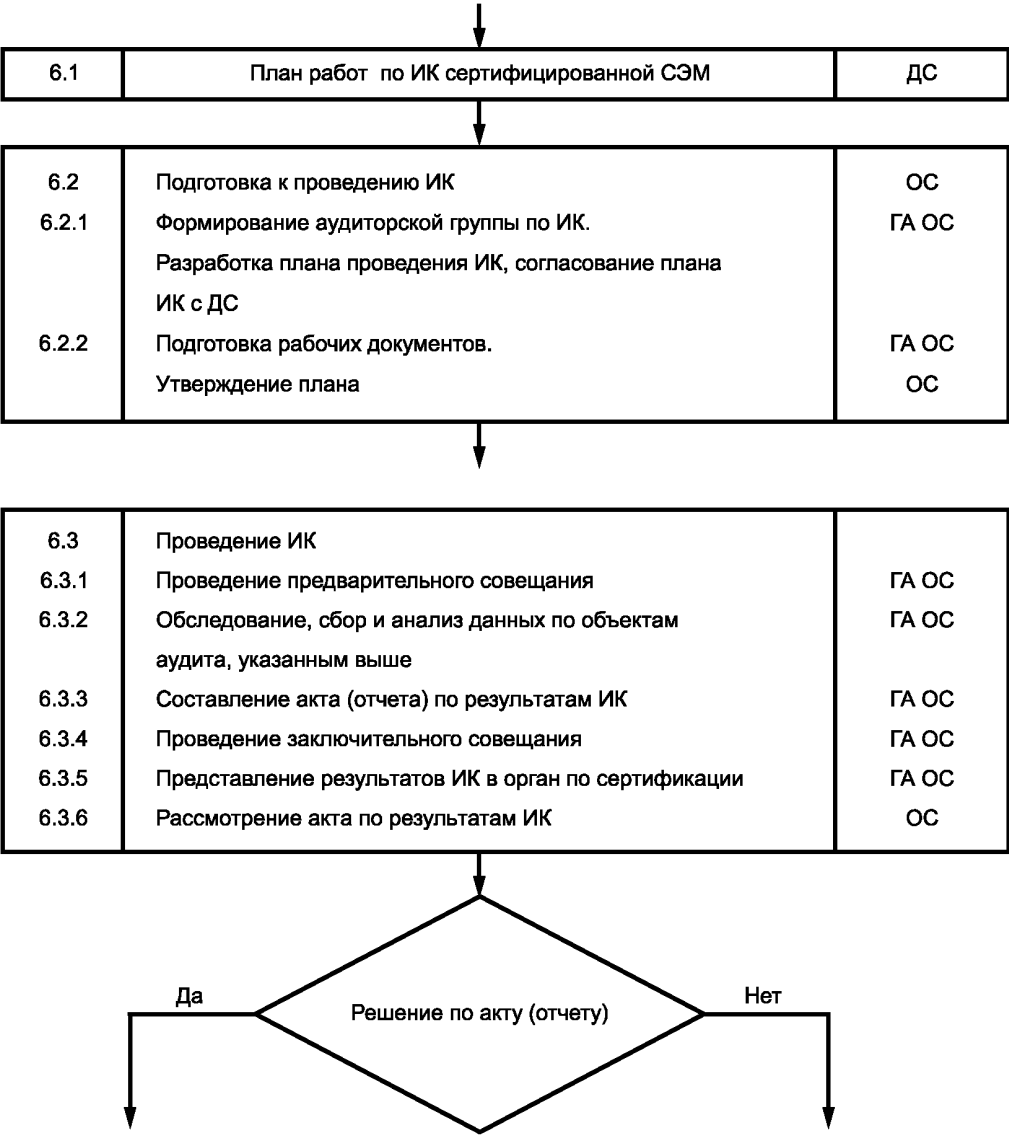 6.1 План работ по ИК сертифицированной СЭМ ДС
6.2 Подготовка к проведению ИК ОС
6.2.1 Формирование аудиторской группы по ИК. ГА ОС
Разработка плана проведения ИК, согласование плана
ИК с ДС
6.2.2 Подготовка рабочих документов. ГА ОС
Утверждение плана ОС
6.3 Проведение ИК
6.3.1 Проведение предварительного совещания ГА ОС
6.3.2 Обследование, сбор и анализ данных по объектам ГА ОС
аудита, указанным выше
6.3.3 Составление акта (отчета) по результатам ИК ГА ОС
6.3.4 Проведение заключительного совещания ГА ОС
6.3.5 Представление результатов ИК в орган по сертификации ГА ОС
6.3.6 Рассмотрение акта по результатам ИК ОС
Да Нет
Решение по акту (отчету)